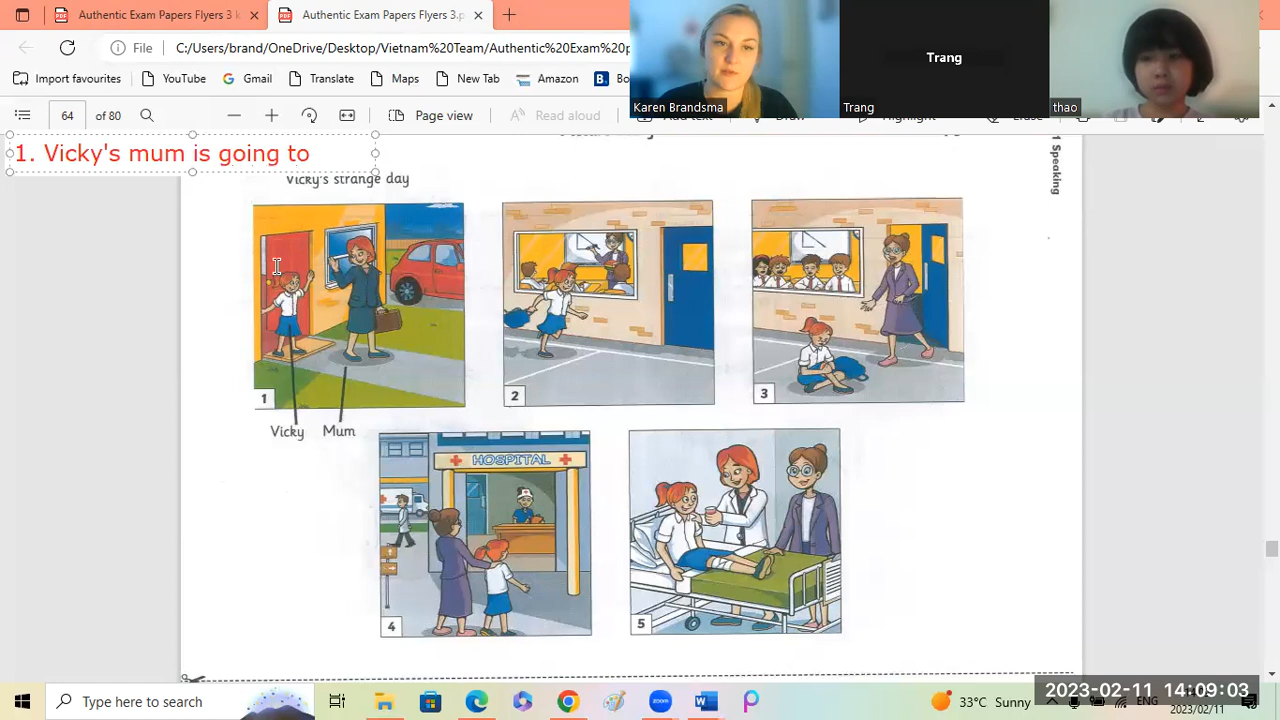 Authentic Exam Papers Flyers 3
Authentic Exam Papers Flyers 3.p
File
C:/Users/brand/OneDrive/Desktop/Vietnam%20Team/Authentic%20Exam%20p
Import favourites
YouTube
Gmail
Translate
Maps
New Tab
Amazon
B.
Bo
64
of 80
Page view
Read aloud
Karen Brandsma
Trang
Trang
thao
1. Vicky's mum is going to
Speaking
Vicky's strange day
1
2
3
Vicky
Mum
HOSPITAL
4
5
Type here to search
zoom
33°C Sunny
ENG
2023-02-11 14:09:03
2023/02/11